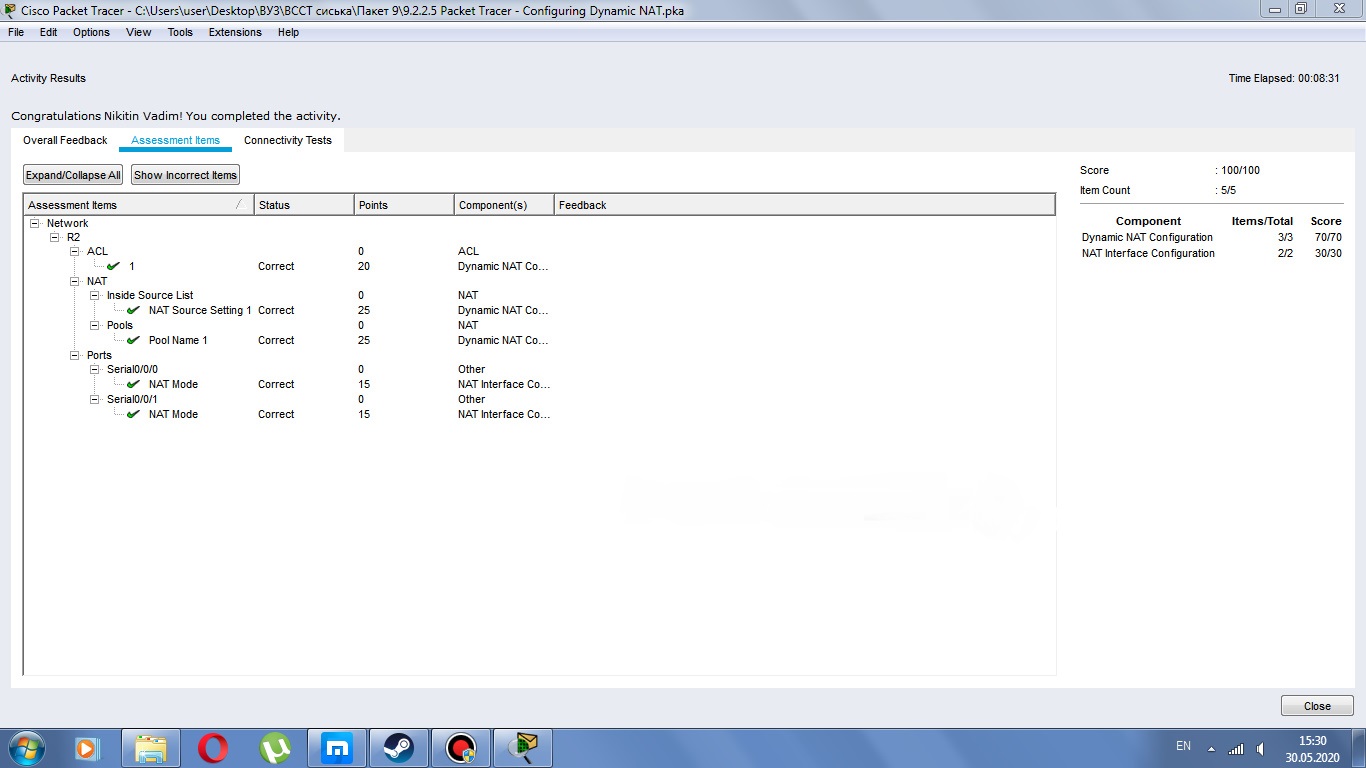 Cisco Packet Tracer - C:\Users\user\Desktop\ВУЗ\ВССТ сиська\Пакет 9\9.2.2.5 Packet Tracer - Configuring Dynamic NAT.pka
File Edit Options View Tools Extensions Help
Activity Results
Time Elapsed: 00:08:31
Congratulations Nikitin Vadim! You completed the activity.
Overall Feedback Assessment Items Connectivity Tests
Expand/Collapse All Show Incorrect Items
Assessment Items Status Points Component(s) Feedback
Network
R2
ACL 0 ACL
1 Correct 20 Dynamic NAT Co...
NAT
Inside Source List 0 NAT
NAT Source Setting 1 Correct 25 Dynamic NAT Co...
Pools 0 NAT
Pool Name 1 Correct 25 Dynamic NAT Co...
Ports
Serial0/0/0 0 Other
NAT Mode Correct 15 NAT Interface Co...
Serial0/0/1 0 Other
NAT Mode Correct 15 NAT Interface Co...
Score : 100/100
Item Count : 5/5
Component Items/Total Score
Dynamic NAT Configuration 3/3 70/70
NAT Interface Configuration 2/2 30/30
Close
EN
15:30
30.05.2020